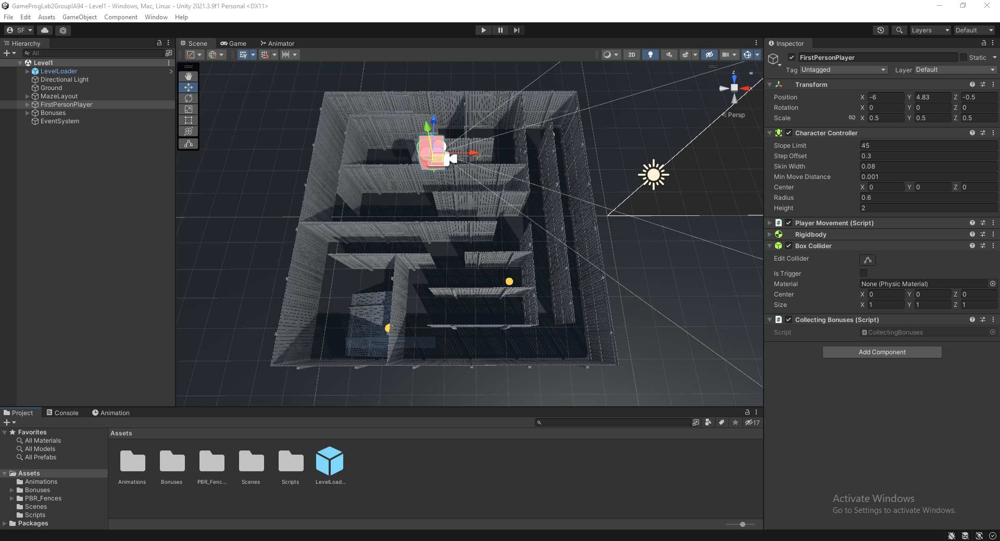 GameProgLab2GroupIA94 - Level1 - Windows, Mac, Linux - Unity 2021.3.9f1 Personal <DX11>
File Edit Assets GameObject Component Window Help
SF
Layers Default
Hierarchy
All
Level1
LevelLoader
Directional Light
Ground
MazeLayout
FirstPersonPlayer
Bonuses
EventSystem
Scene Game Animator
2D
z
x
Persp
Inspector
FirstPersonPlayer Static
Tag Untagged Layer Default
Transform
Position X -6 Y 4.83 Z -0.5
Rotation X 0 Y 0 Z 0
Scale X 0.5 Y 0.5 Z 0.5
Character Controller
Slope Limit 45
Step Offset 0.3
Skin Width 0.08
Min Move Distance 0.001
Center X 0 Y 0 Z 0
Radius 0.6
Height 2
# Player Movement (Script)
Rigidbody
Box Collider
Edit Collider
Is Trigger
Material None (Physic Material)
Center X 0 Y 0 Z 0
Size X 1 Y 1 Z 1
# Collecting Bonuses (Script)
Script # CollectingBonuses
Add Component
Project Console Animation
17
Favorites
All Materials
All Models
All Prefabs
Assets
Animations
Bonuses
PBR_Fences
Scenes
Scripts
Packages
Assets
Animations Bonuses PBR_Fenc... Scenes Scripts LevelLoad...
Activate Windows
Go to Settings to activate Windows.